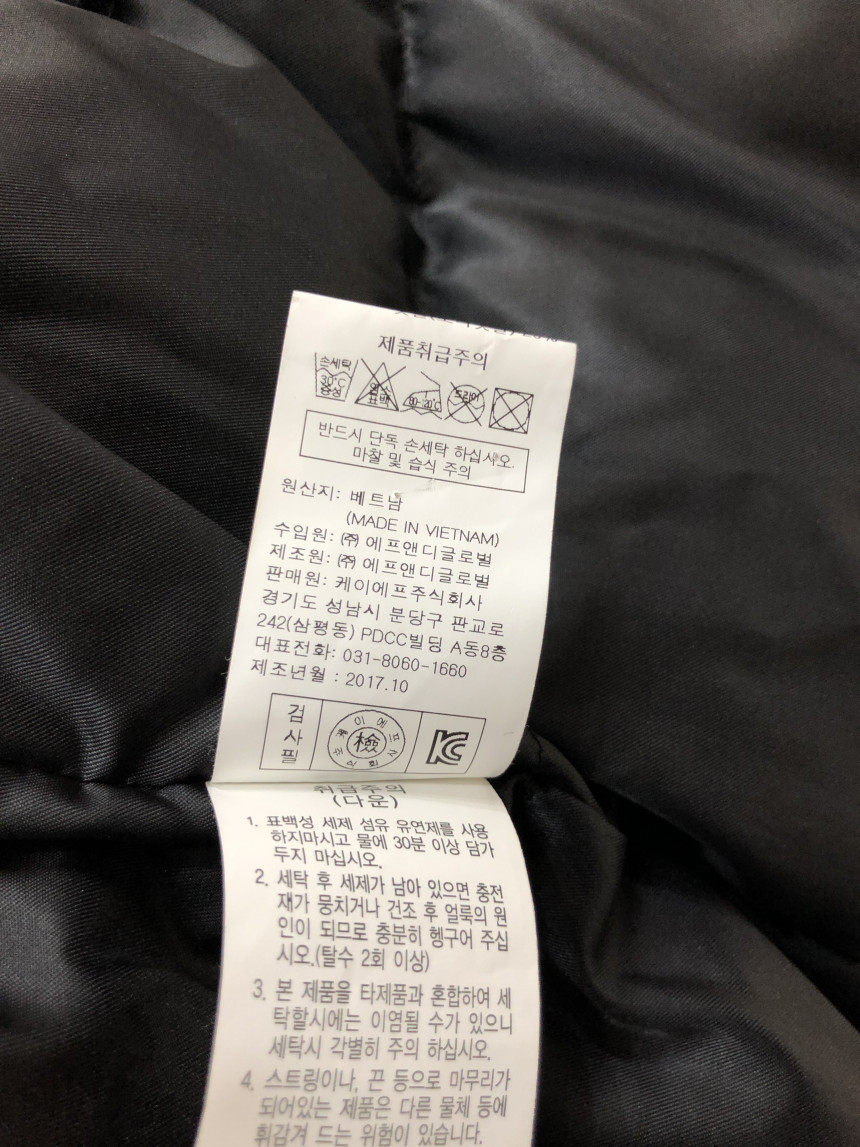 제품취급주의
손세탁
30°C
중성
염소
표백
80~120°C
드라이
반드시 단독 손세탁 하십시오.
마찰 및 습식 주의
원산지: 베트남
(MADE IN VIETNAM)
수입원: ㈜ 에프앤디글로벌
제조원: ㈜ 에프앤디글로벌
판매원: 케이에프주식회사
경기도 성남시 분당구 판교로
242(삼평동) PDCC빌딩 A동8층
대표전화: 031-8060-1660
제조년월 : 2017.10
검
사
필
케이에프주식회사
檢
KC
취급주의
(다운)
1. 표백성 세제 섬유 유연제를 사용
하지마시고 물에 30분 이상 담가
두지 마십시오.
2. 세탁 후 세제가 남아 있으면 충전
재가 뭉치거나 건조 후 얼룩의 원
인이 되므로 충분히 헹구어 주십
시오.(탈수 2회 이상)
3. 본 제품을 타제품과 혼합하여 세
탁할시에는 이염될 수가 있으니
세탁시 각별히 주의 하십시오.
4. 스트링이나, 끈 등으로 마무리가
되어있는 제품은 다른 물체 등에
휘감겨 드는 위험이 있습니다.